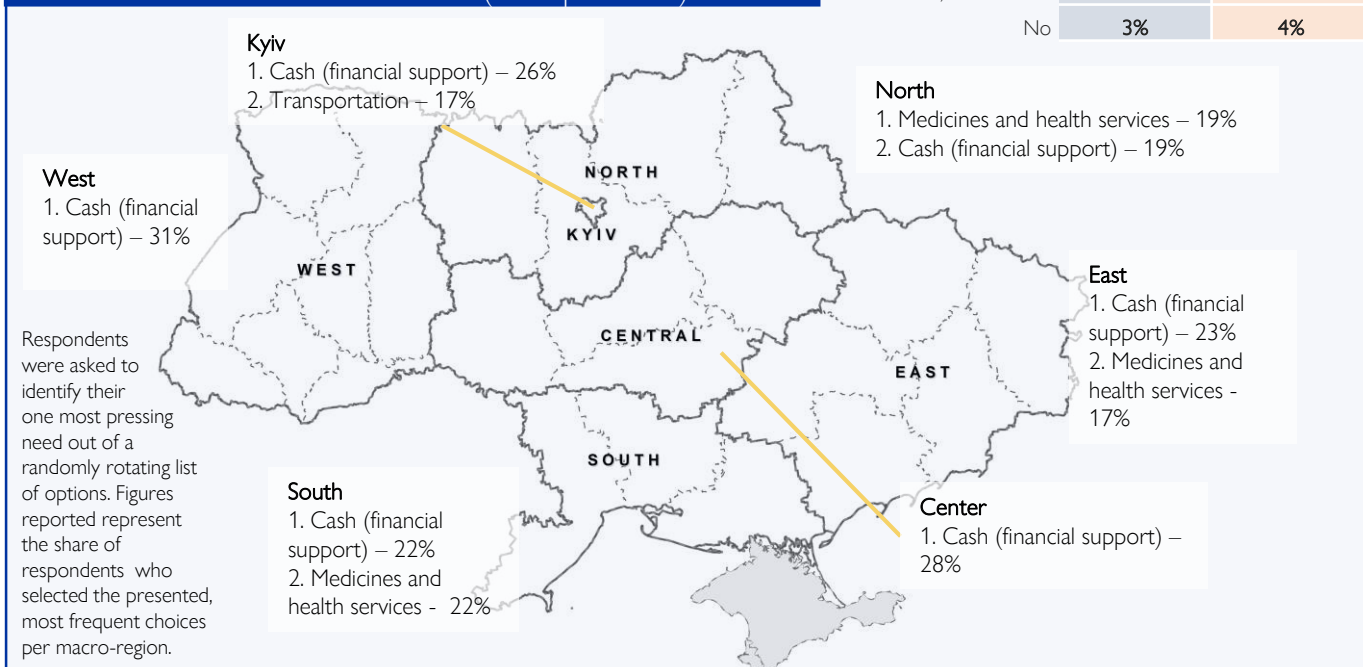 No 3% 4%
Kyiv
1. Cash (financial support) – 26%
2. Transportation – 17%
North
1. Medicines and health services – 19%
2. Cash (financial support) – 19%
West
1. Cash (financial
support) – 31%
NORTH
KYIV
WEST
CENTRAL
EAST
SOUTH
East
1. Cash (financial
support) – 23%
2. Medicines and
health services -
17%
Respondents
were asked to
identify their
one most pressing
need out of a
randomly rotating list
of options. Figures
reported represent
the share of
respondents who
selected the presented,
most frequent choices
per macro-region.
South
1. Cash (financial
support) – 22%
2. Medicines and
health services - 22%
Center
1. Cash (financial support) –
28%